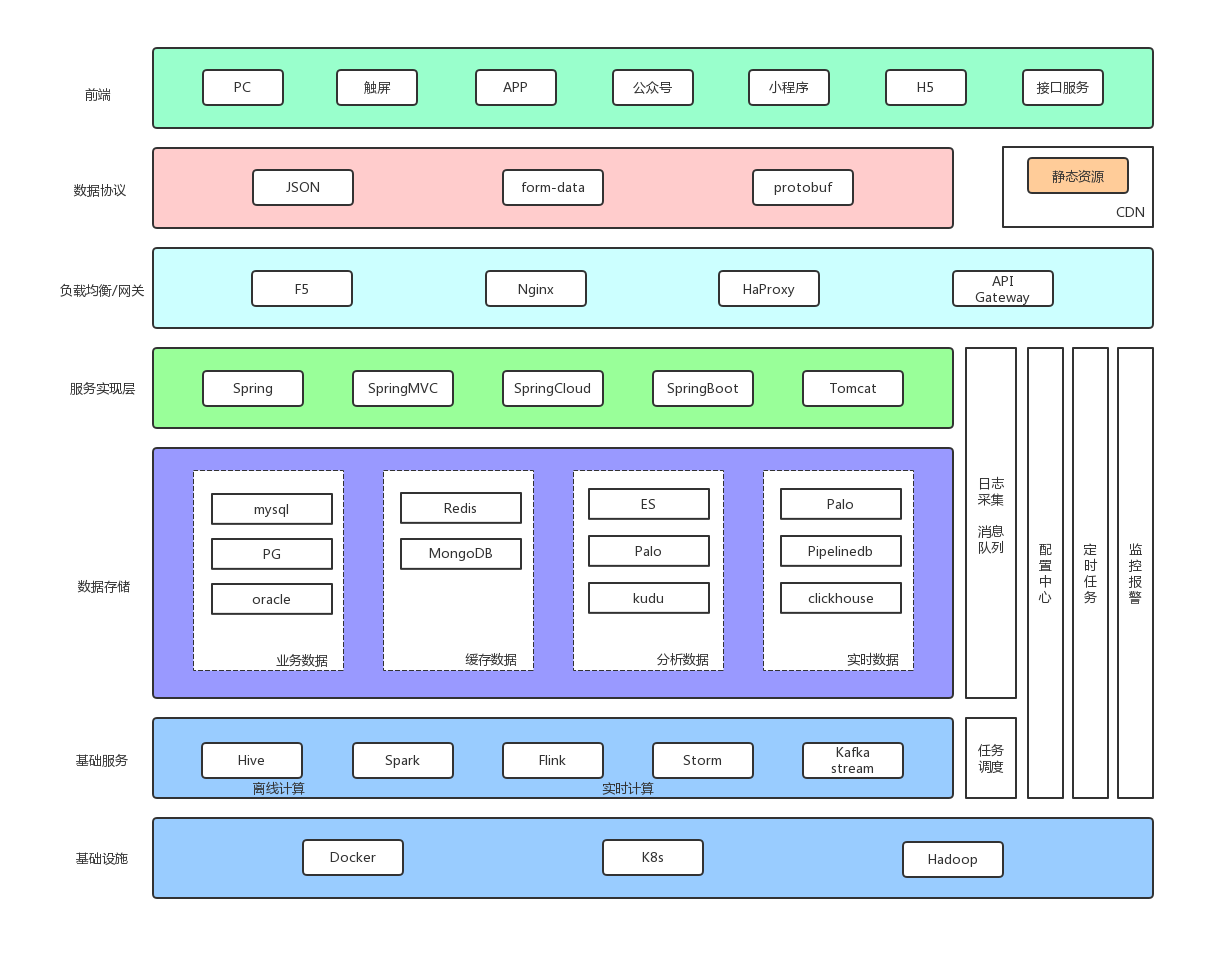 前端
PC
触屏
APP
公众号
小程序
H5
接口服务
数据协议
JSON
form-data
protobuf
静态资源
CDN
负载均衡/网关
F5
Nginx
HaProxy
API
Gateway
服务实现层
Spring
SpringMVC
SpringCloud
SpringBoot
Tomcat
数据存储
mysql
PG
oracle
业务数据
Redis
MongoDB
缓存数据
ES
Palo
kudu
分析数据
Palo
Pipelinedb
clickhouse
实时数据
日志
采集
消息
队列
配
置
中
心
定
时
任
务
监
控
报
警
基础服务
Hive
Spark
Flink
Storm
Kafka
stream
离线计算
实时计算
任务
调度
基础设施
Docker
K8s
Hadoop